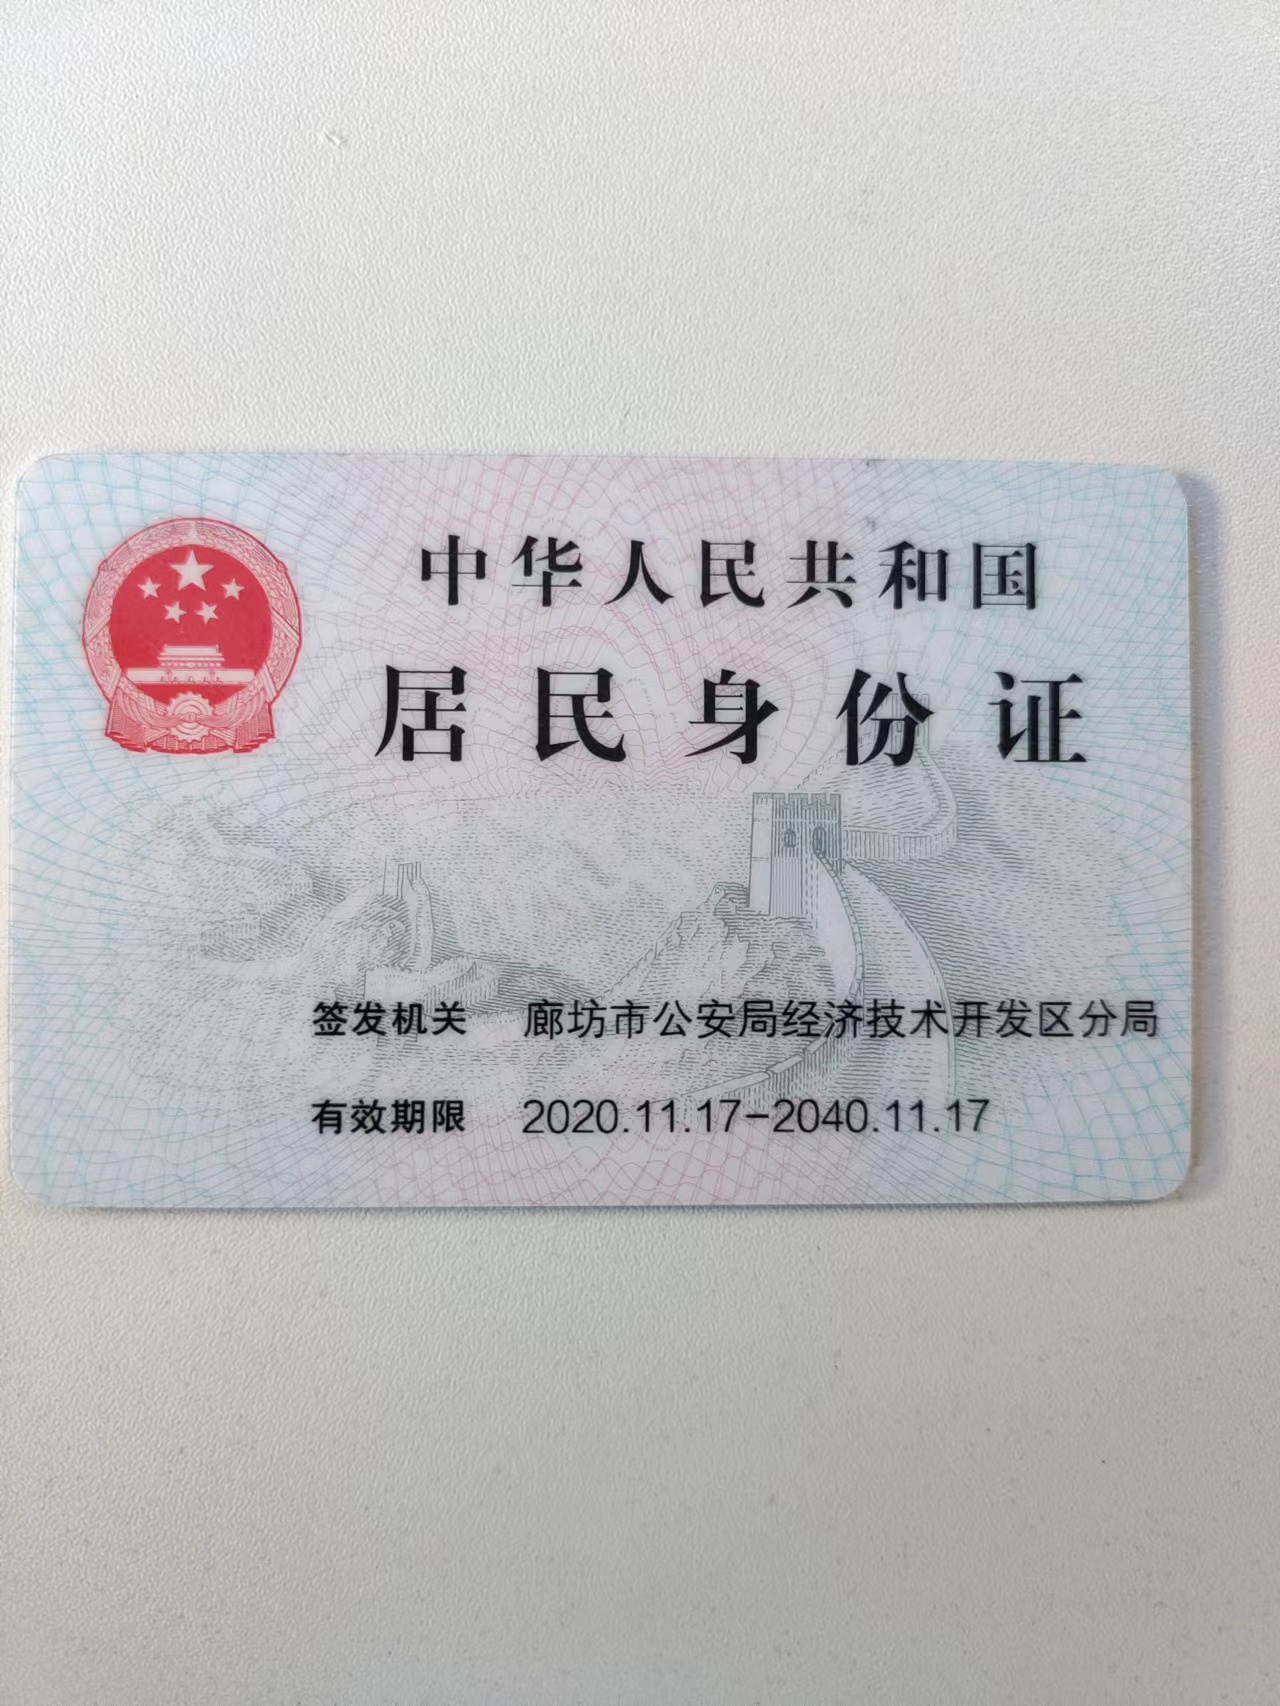 中华人民共和国
居民身份证
签发机关 廊坊市公安局经济技术开发区分局
有效期限 2020.11.17-2040.11.17